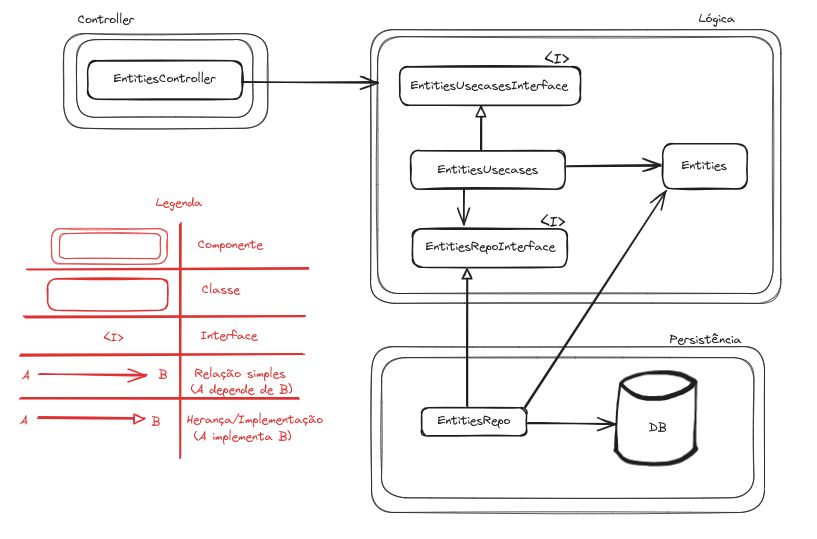 Controller
EntitiesController
Lógica
<I>
EntitiesUsecasesInterface
EntitiesUsecases
Entities
<I>
EntitiesRepoInterface
Legenda
Componente
Classe
<I>
Interface
A
B
Relação simples
(A depende de B)
A
B
Herança/Implementação
(A implementa B)
Persistência
EntitiesRepo
DB